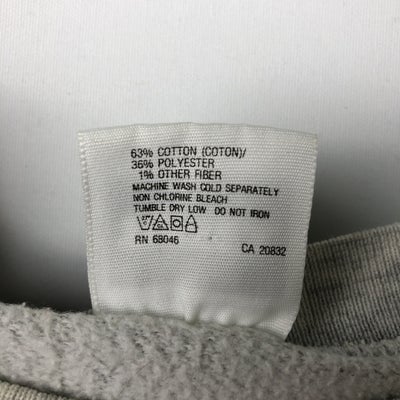 63% COTTON (COTON)/
36% POLYESTER
1% OTHER FIBER
MACHINE WASH COLD SEPARATELY
NON CHLORINE BLEACH
TUMBLE DRY LOW DO NOT IRON
RN 68046 CA 20832